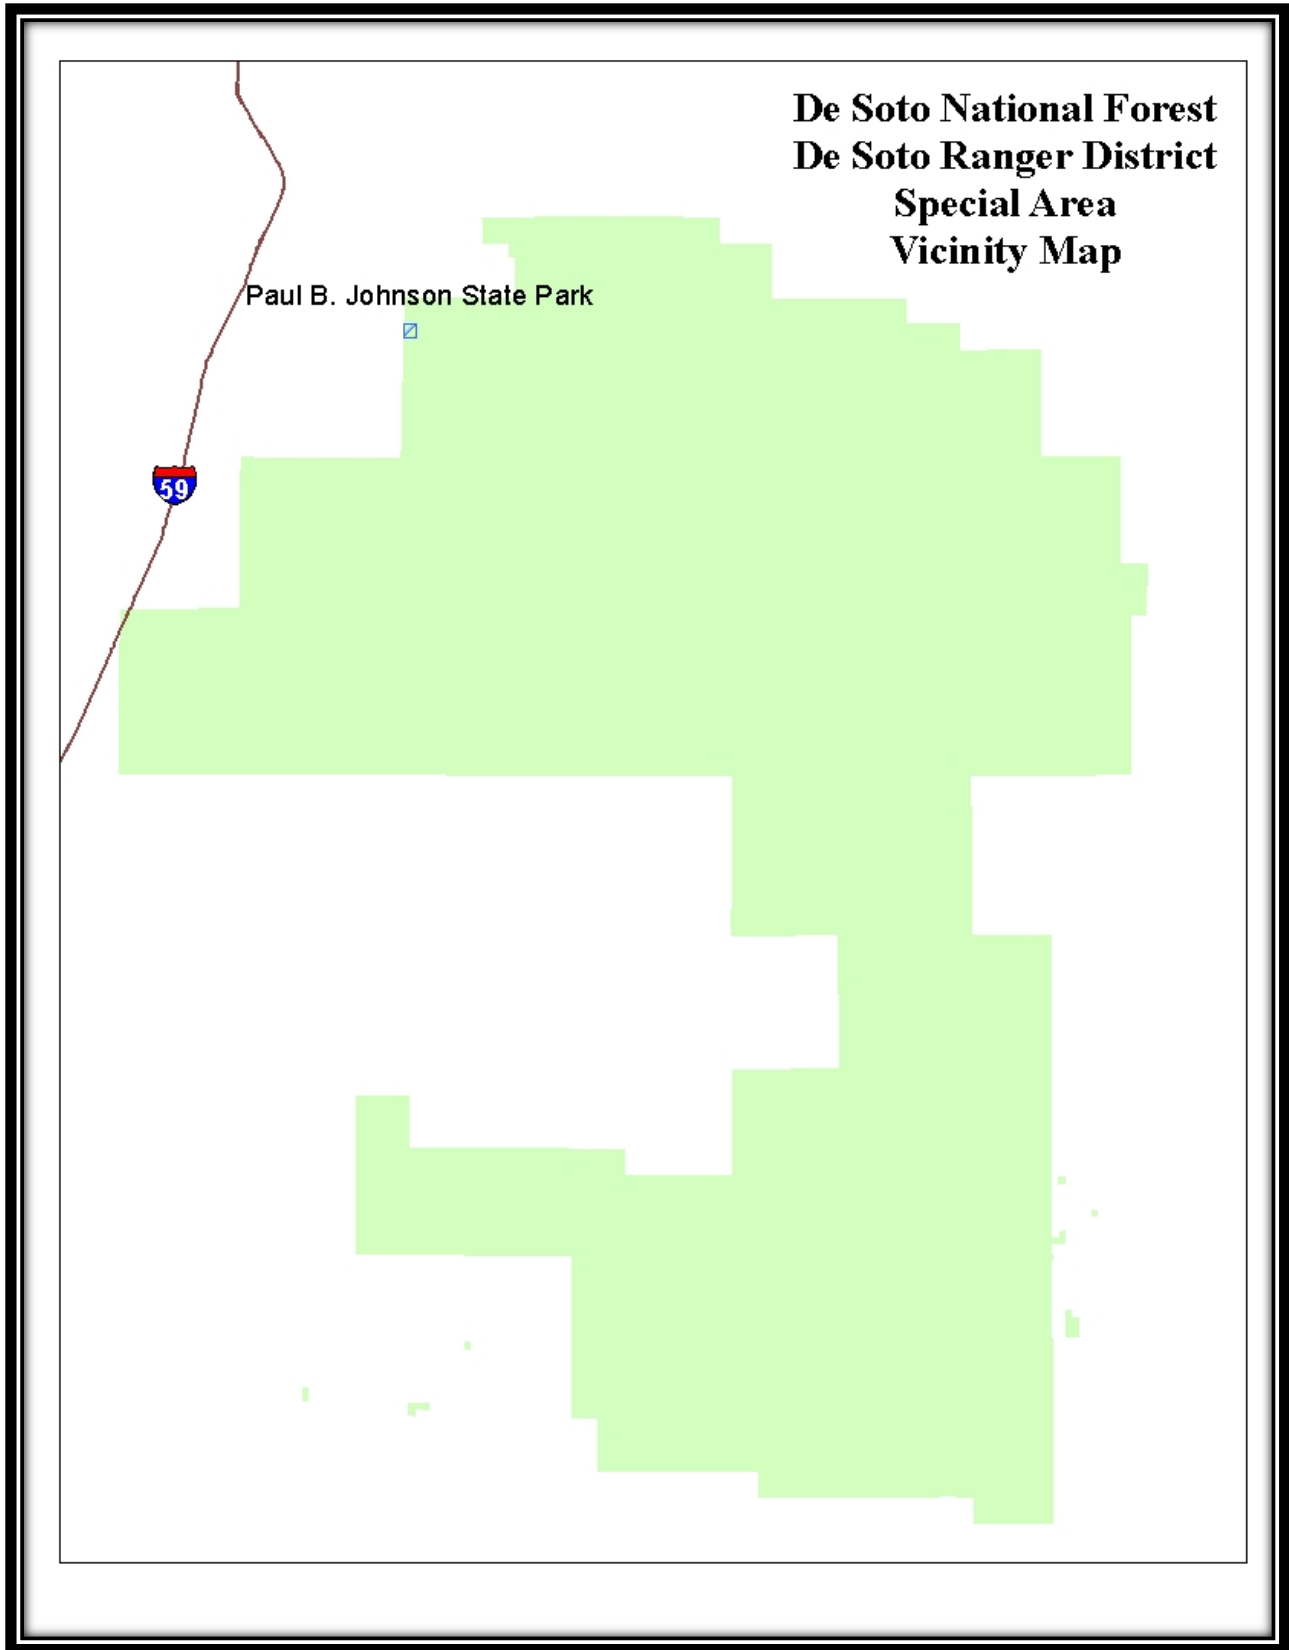 De Soto National Forest
De Soto Ranger District
Special Area
Vicinity Map
Paul B. Johnson State Park
59